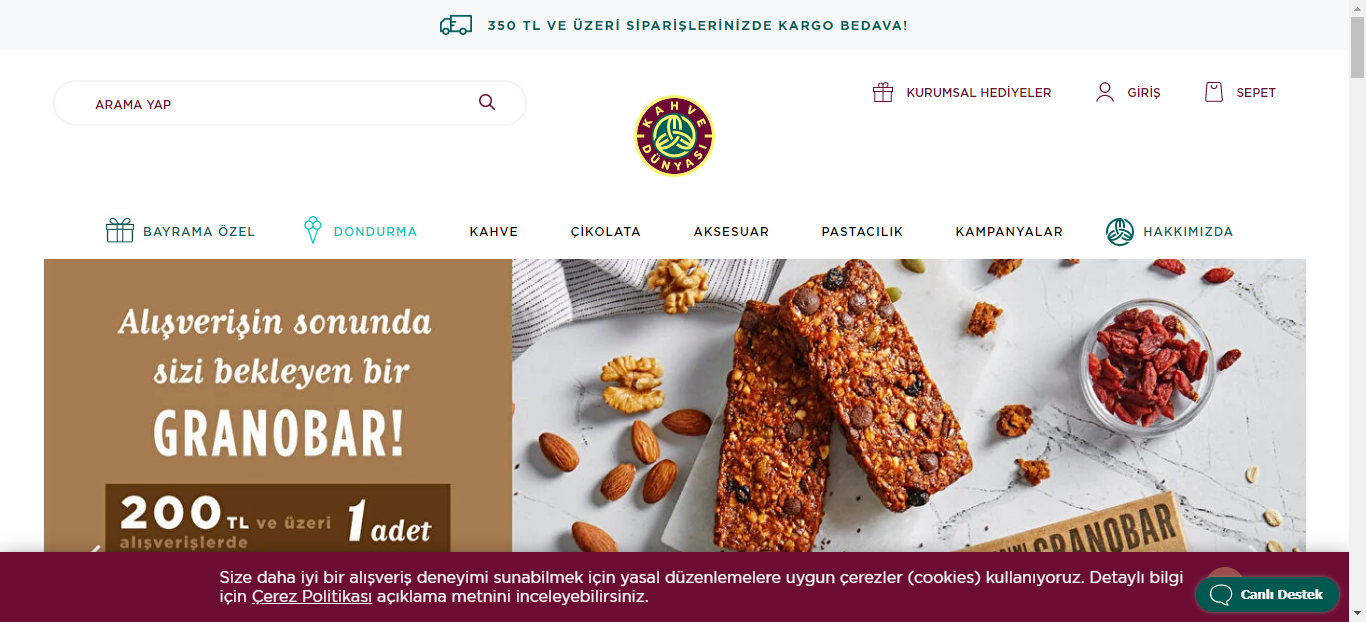 350 TL VE ÜZERİ SİPARİŞLERİNİZDE KARGO BEDAVA!
ARAMA YAP
KAHVE DÜNYASI
KURUMSAL HEDİYELER
GİRİŞ
SEPET
BAYRAMA ÖZEL
DONDURMA
KAHVE
ÇİKOLATA
AKSESUAR
PASTACILIK
KAMPANYALAR
HAKKIMIZDA
Alışverişin sonunda
sizi bekleyen bir
GRANOBAR!
200 TL ve üzeri
alışverişlerde
1 adet
GRANOBAR
Size daha iyi bir alışveriş deneyimi sunabilmek için yasal düzenlemelere uygun çerezler (cookies) kullanıyoruz. Detaylı bilgi
için Çerez Politikası açıklama metnini inceleyebilirsiniz.
Canlı Destek